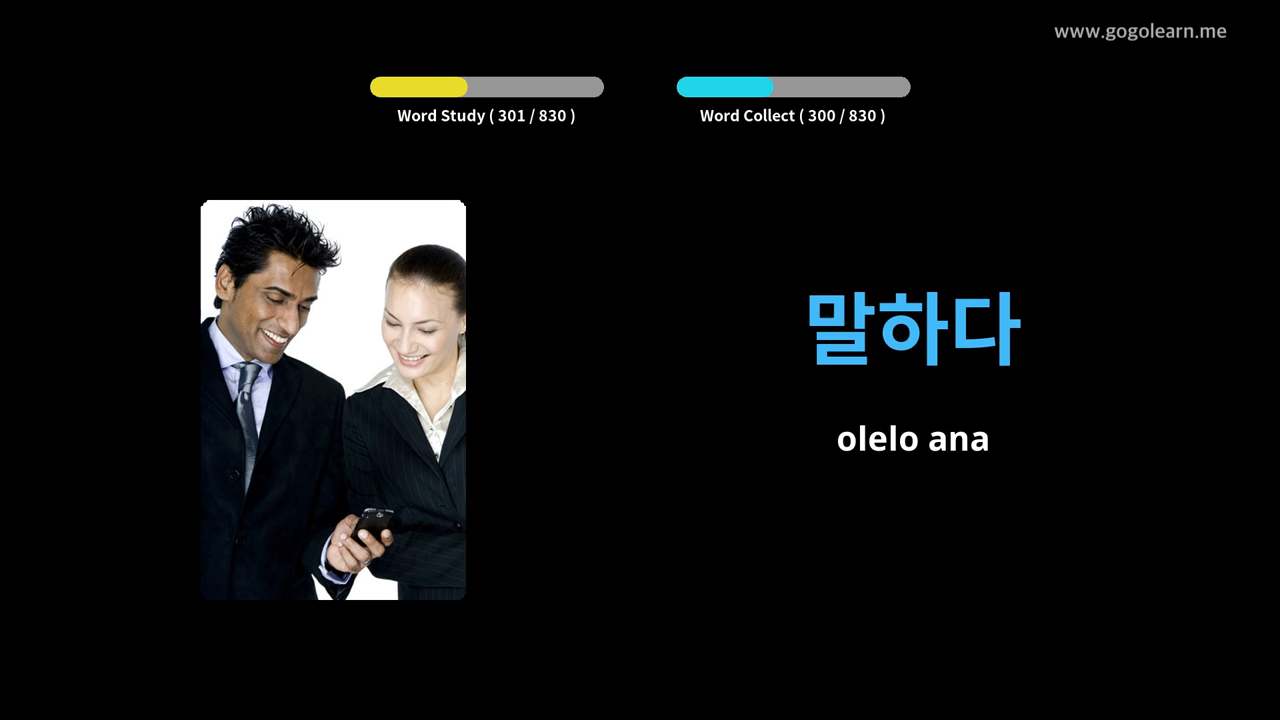 www.gogolearn.me
Word Study ( 301 / 830 )
Word Collect ( 300 / 830 )
말하다
olelo ana